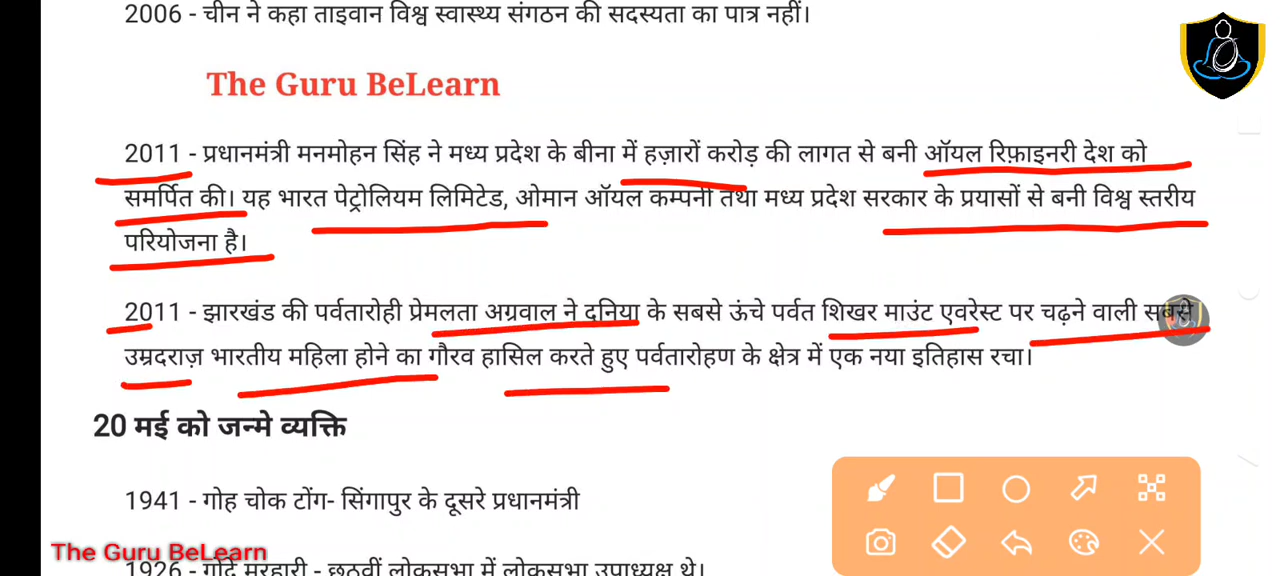 2006 - चीन ने कहा ताइवान विश्व स्वास्थ्य संगठन की सदस्यता का पात्र नहीं।
The Guru BeLearn
2011 - प्रधानमंत्री मनमोहन सिंह ने मध्य प्रदेश के बीना में हज़ारों करोड़ की लागत से बनी ऑयल रिफ़ाइनरी देश को
समर्पित की। यह भारत पेट्रोलियम लिमिटेड, ओमान ऑयल कम्पनी तथा मध्य प्रदेश सरकार के प्रयासों से बनी विश्व स्तरीय
परियोजना है।
2011 - झारखंड की पर्वतारोही प्रेमलता अग्रवाल ने दुनिया के सबसे ऊंचे पर्वत शिखर माउंट एवरेस्ट पर चढ़ने वाली सबसे
उम्रदराज़ भारतीय महिला होने का गौरव हासिल करते हुए पर्वतारोहण के क्षेत्र में एक नया इतिहास रचा।
20 मई को जन्मे व्यक्ति
1941 - गोह चोक टोंग- सिंगापुर के दूसरे प्रधानमंत्री
The Guru BeLearn
1926 - गोदे मुरहारी - छठवीं लोकसभा में लोकसभा उपाध्यक्ष थे।